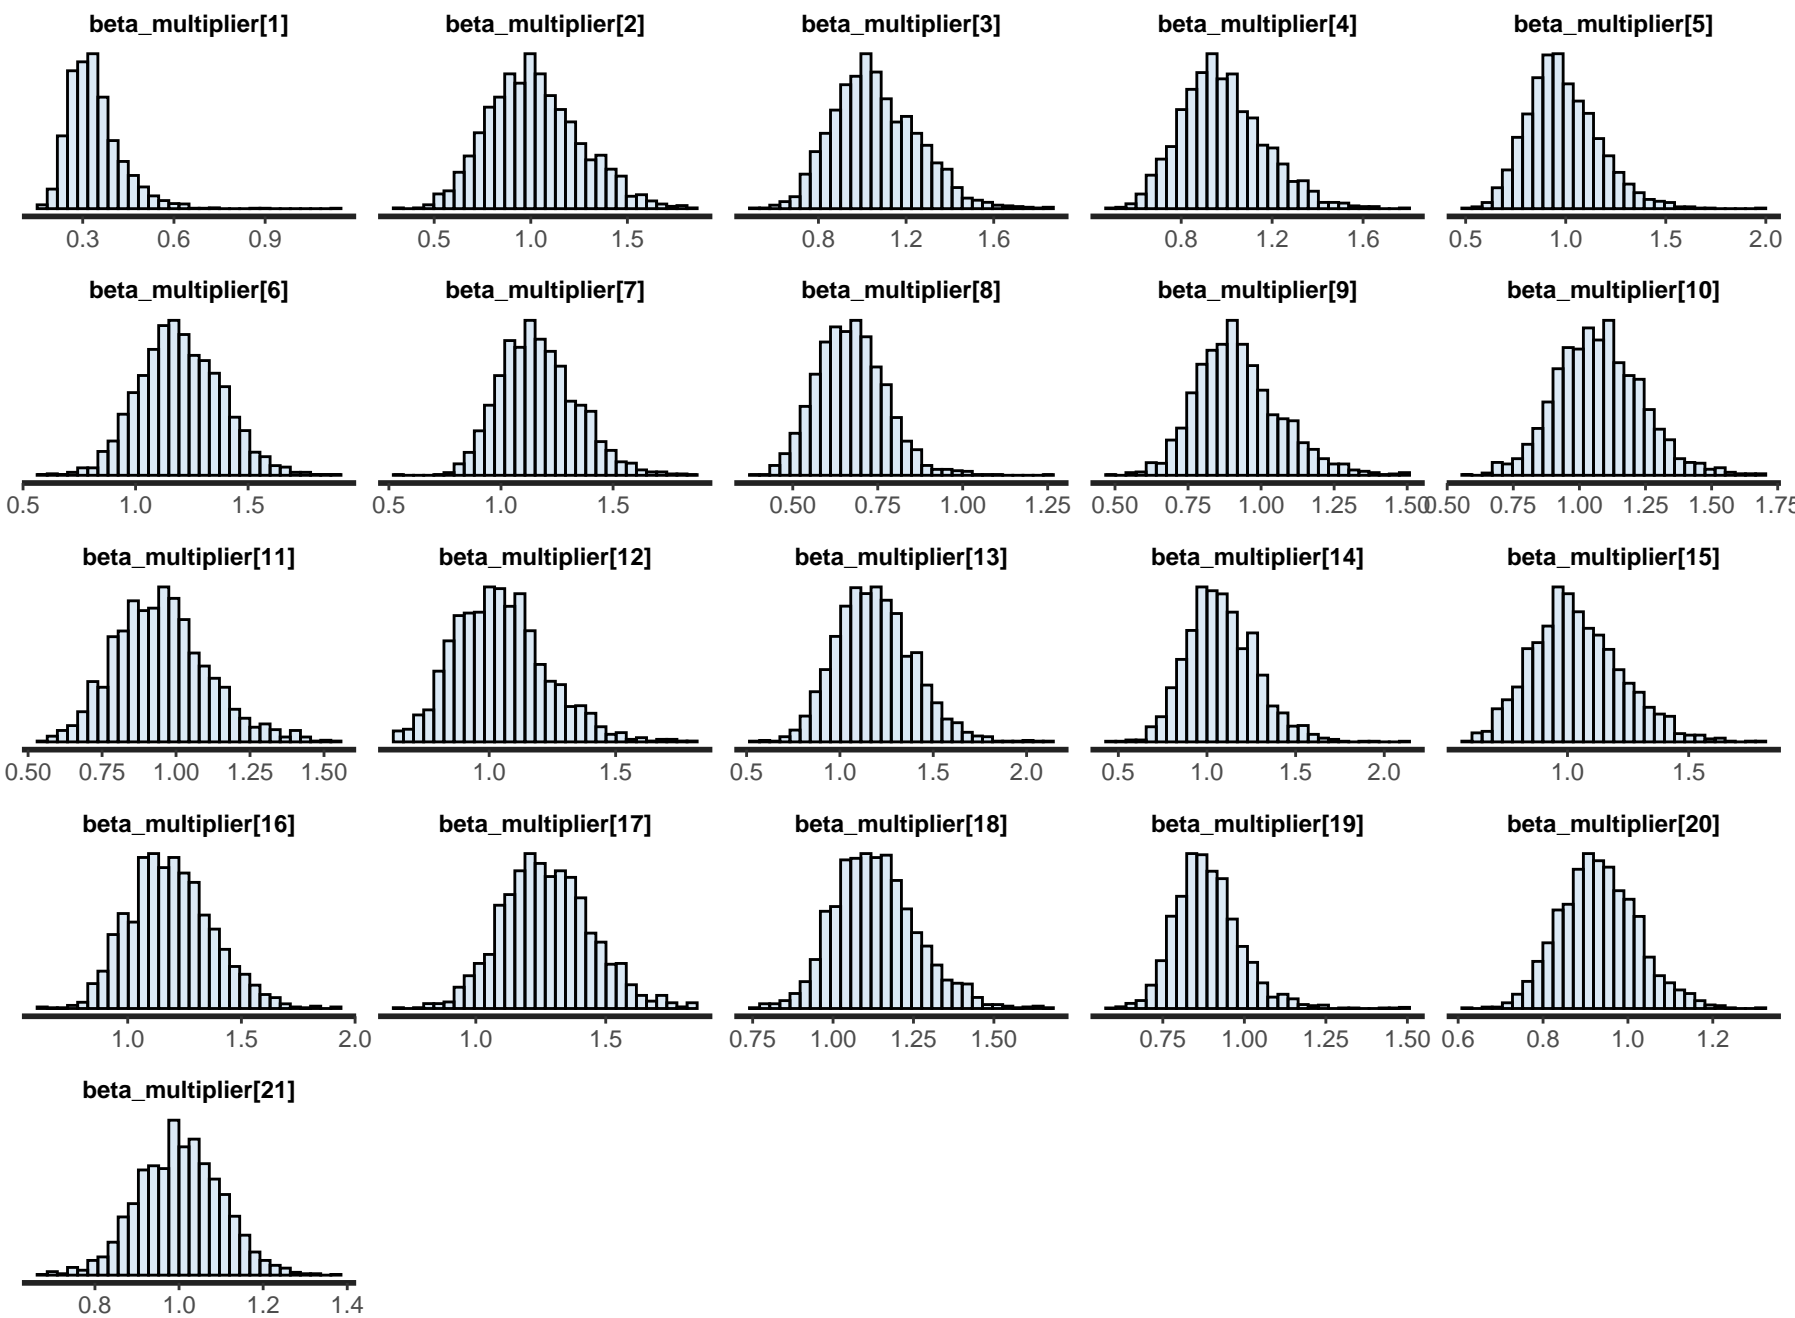 beta_multiplier[1] beta_multiplier[2] beta_multiplier[3] beta_multiplier[4] beta_multiplier[5]
0.3 0.6 0.9 0.5 1.0 1.5 0.8 1.2 1.6 0.8 1.2 1.6 0.5 1.0 1.5 2.0
beta_multiplier[6] beta_multiplier[7] beta_multiplier[8] beta_multiplier[9] beta_multiplier[10]
0.5 1.0 1.5 0.5 1.0 1.5 0.50 0.75 1.00 1.25 0.50 0.75 1.00 1.25 1.50 0.50 0.75 1.00 1.25 1.50 1.75
beta_multiplier[11] beta_multiplier[12] beta_multiplier[13] beta_multiplier[14] beta_multiplier[15]
0.50 0.75 1.00 1.25 1.50 1.0 1.5 0.5 1.0 1.5 2.0 0.5 1.0 1.5 2.0 1.0 1.5
beta_multiplier[16] beta_multiplier[17] beta_multiplier[18] beta_multiplier[19] beta_multiplier[20]
1.0 1.5 2.0 1.0 1.5 0.75 1.00 1.25 1.50 0.75 1.00 1.25 1.50 0.6 0.8 1.0 1.2
beta_multiplier[21]
0.8 1.0 1.2 1.4